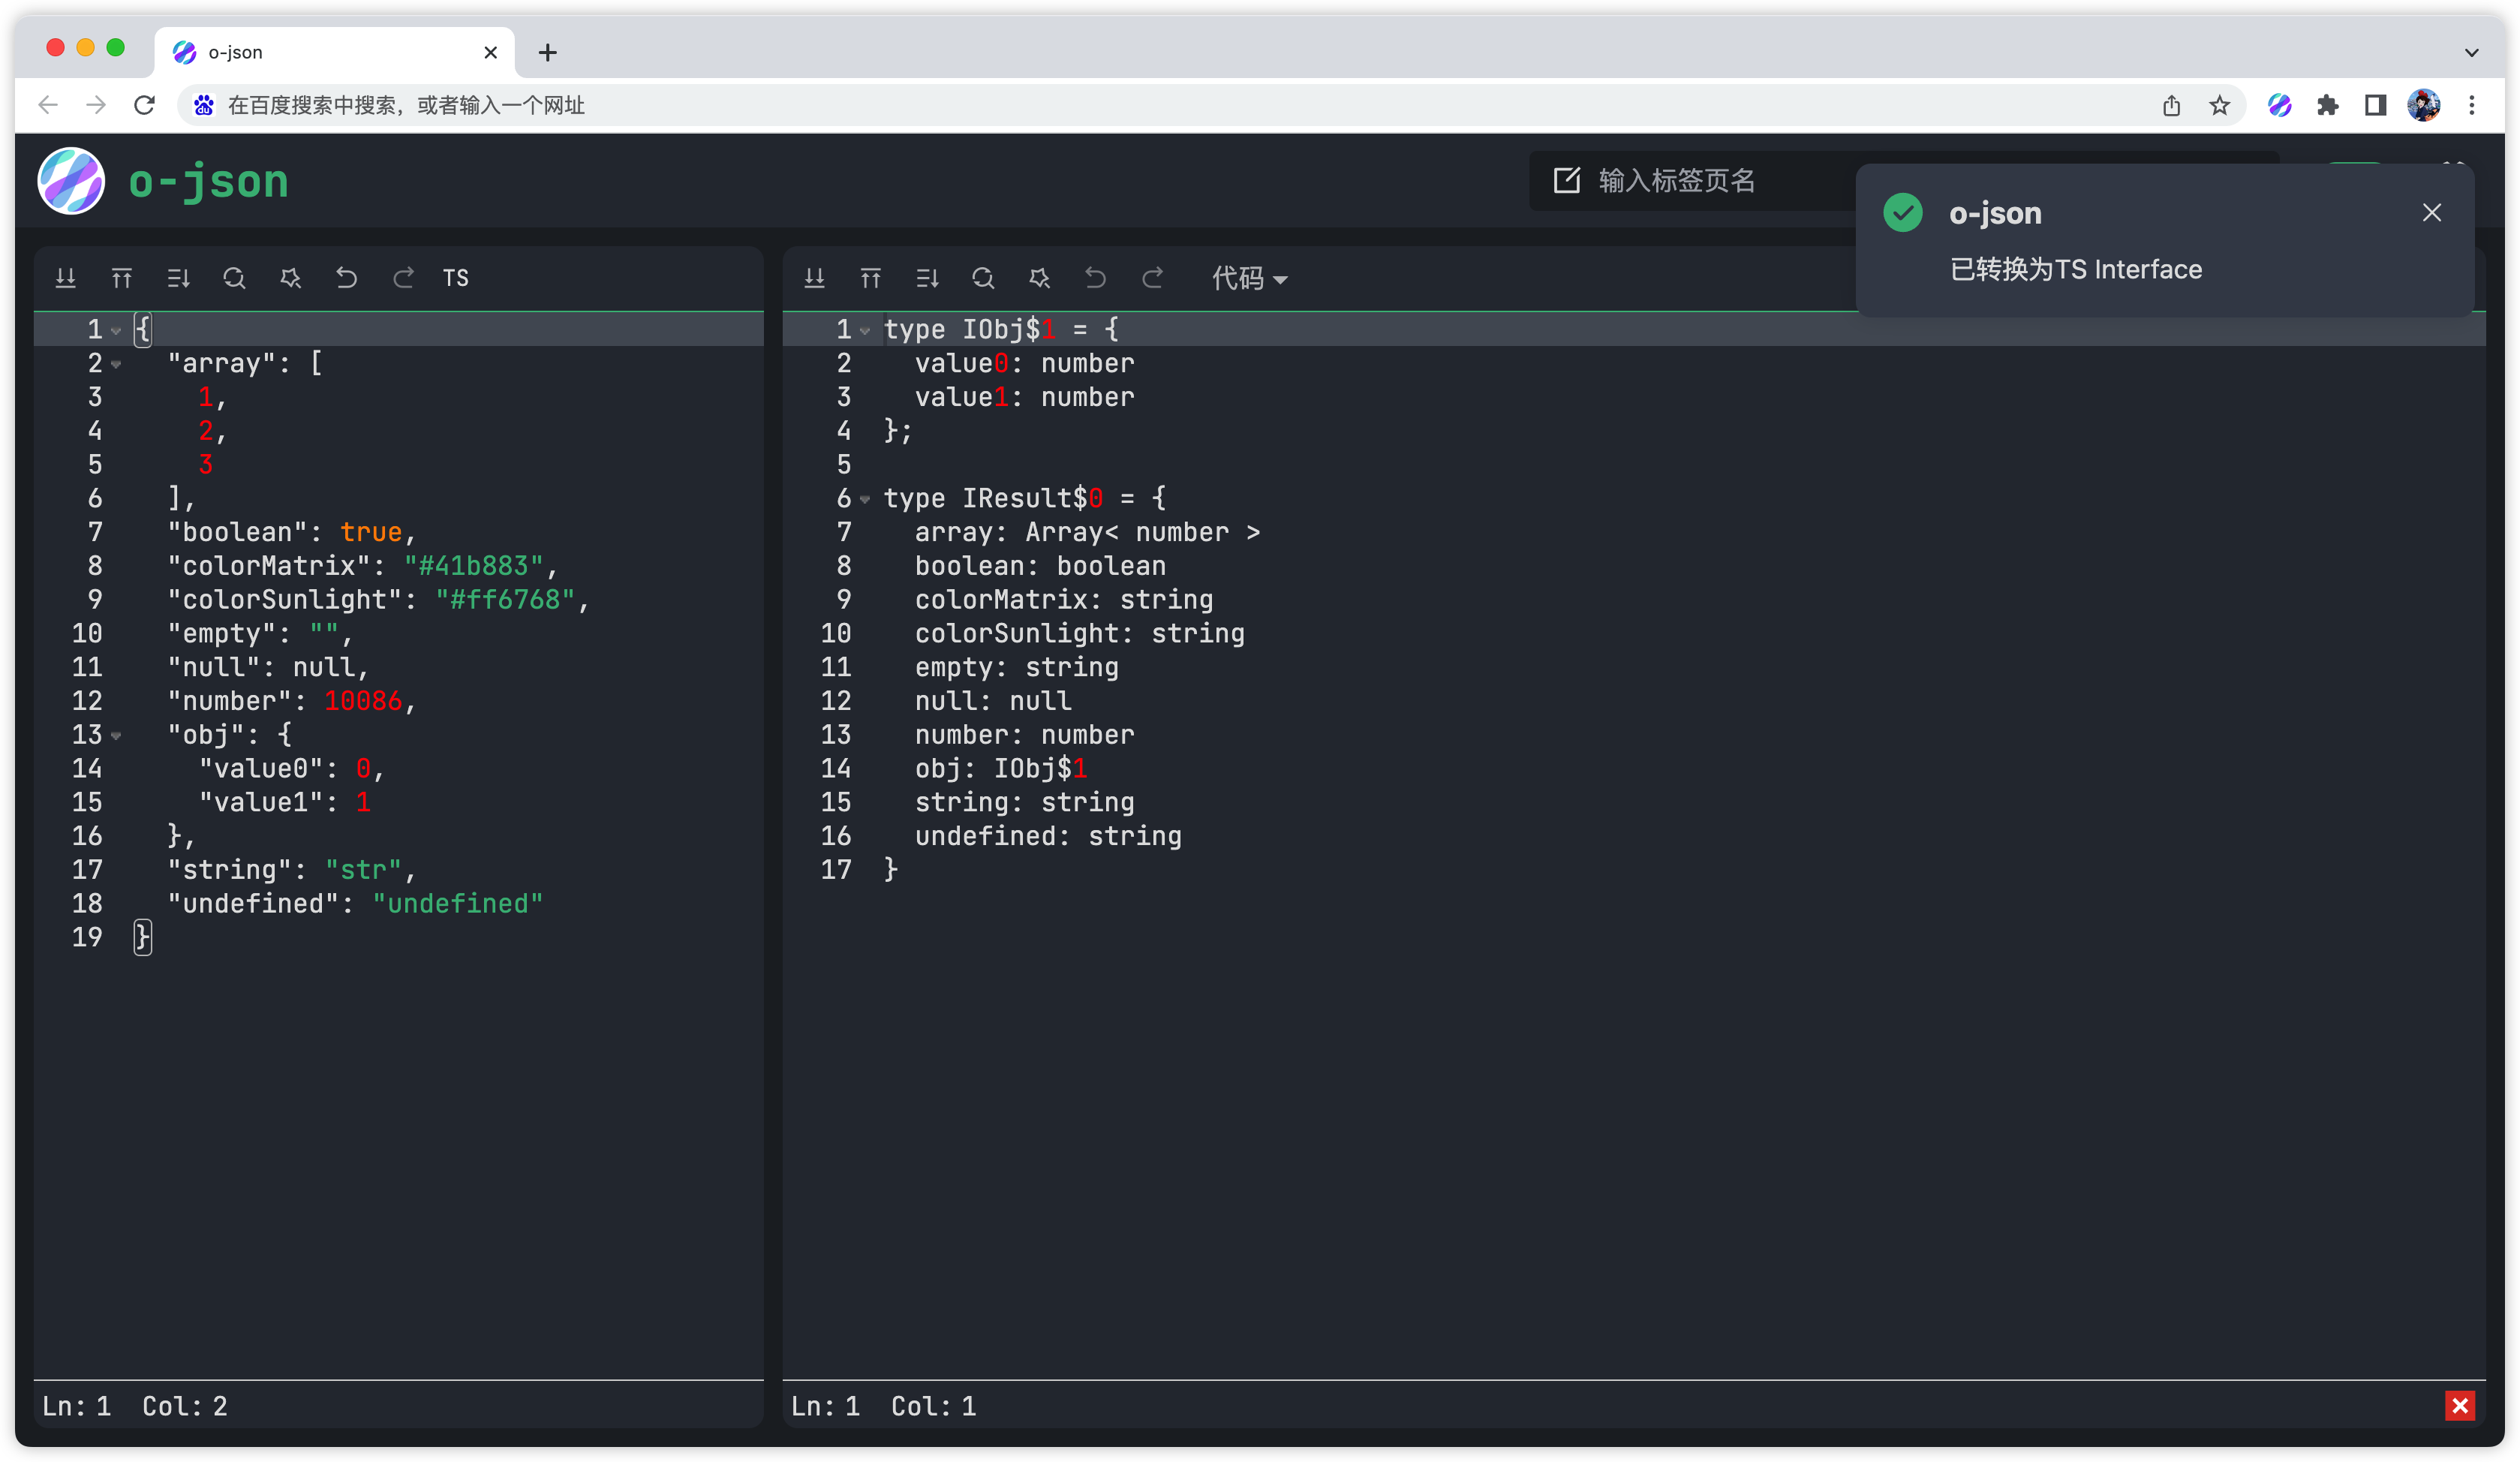 o-json
在百度搜索中搜索，或者输入一个网址
o-json
输入标签页名
o-json
已转换为TS Interface
TS
1 {
2   "array": [
3     1,
4     2,
5     3
6   ],
7   "boolean": true,
8   "colorMatrix": "#41b883",
9   "colorSunlight": "#ff6768",
10   "empty": "",
11   "null": null,
12   "number": 10086,
13   "obj": {
14     "value0": 0,
15     "value1": 1
16   },
17   "string": "str",
18   "undefined": "undefined"
19 }
Ln: 1  Col: 2
代码
1 type IObj$1 = {
2   value0: number
3   value1: number
4 };
5
6 type IResult$0 = {
7   array: Array< number >
8   boolean: boolean
9   colorMatrix: string
10   colorSunlight: string
11   empty: string
12   null: null
13   number: number
14   obj: IObj$1
15   string: string
16   undefined: string
17 }
Ln: 1  Col: 1